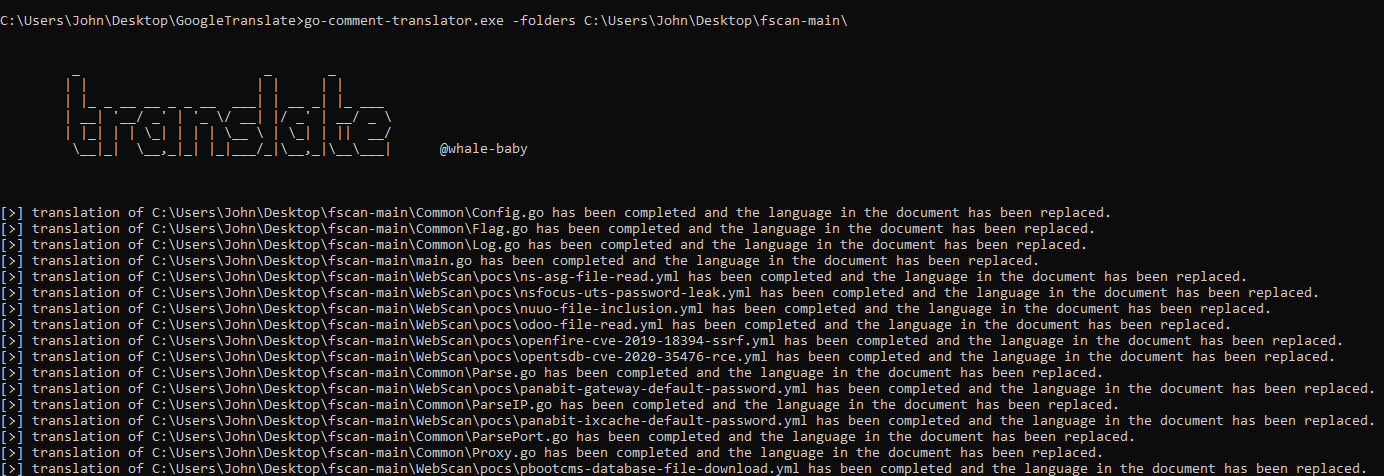 C:\Users\John\Desktop\GoogleTranslate>go-comment-translator.exe -folders C:\Users\John\Desktop\fscan-main\
translate
@whale-baby
[>] translation of C:\Users\John\Desktop\fscan-main\Common\Config.go has been completed and the language in the document has been replaced.
[>] translation of C:\Users\John\Desktop\fscan-main\Common\Flag.go has been completed and the language in the document has been replaced.
[>] translation of C:\Users\John\Desktop\fscan-main\Common\Log.go has been completed and the language in the document has been replaced.
[>] translation of C:\Users\John\Desktop\fscan-main\main.go has been completed and the language in the document has been replaced.
[>] translation of C:\Users\John\Desktop\fscan-main\WebScan\pocs\ns-asg-file-read.yml has been completed and the language in the document has been replaced.
[>] translation of C:\Users\John\Desktop\fscan-main\WebScan\pocs\nsfocus-uts-password-leak.yml has been completed and the language in the document has been replaced.
[>] translation of C:\Users\John\Desktop\fscan-main\WebScan\pocs\nuuo-file-inclusion.yml has been completed and the language in the document has been replaced.
[>] translation of C:\Users\John\Desktop\fscan-main\WebScan\pocs\odoo-file-read.yml has been completed and the language in the document has been replaced.
[>] translation of C:\Users\John\Desktop\fscan-main\WebScan\pocs\openfire-cve-2019-18394-ssrf.yml has been completed and the language in the document has been replaced.
[>] translation of C:\Users\John\Desktop\fscan-main\WebScan\pocs\opentsdb-cve-2020-35476-rce.yml has been completed and the language in the document has been replaced.
[>] translation of C:\Users\John\Desktop\fscan-main\Common\Parse.go has been completed and the language in the document has been replaced.
[>] translation of C:\Users\John\Desktop\fscan-main\WebScan\pocs\panabit-gateway-default-password.yml has been completed and the language in the document has been replaced.
[>] translation of C:\Users\John\Desktop\fscan-main\Common\ParseIP.go has been completed and the language in the document has been replaced.
[>] translation of C:\Users\John\Desktop\fscan-main\WebScan\pocs\panabit-ixcache-default-password.yml has been completed and the language in the document has been replaced.
[>] translation of C:\Users\John\Desktop\fscan-main\Common\ParsePort.go has been completed and the language in the document has been replaced.
[>] translation of C:\Users\John\Desktop\fscan-main\Common\Proxy.go has been completed and the language in the document has been replaced.
[>] translation of C:\Users\John\Desktop\fscan-main\WebScan\pocs\pbootcms-database-file-download.yml has been completed and the language in the document has been replaced.